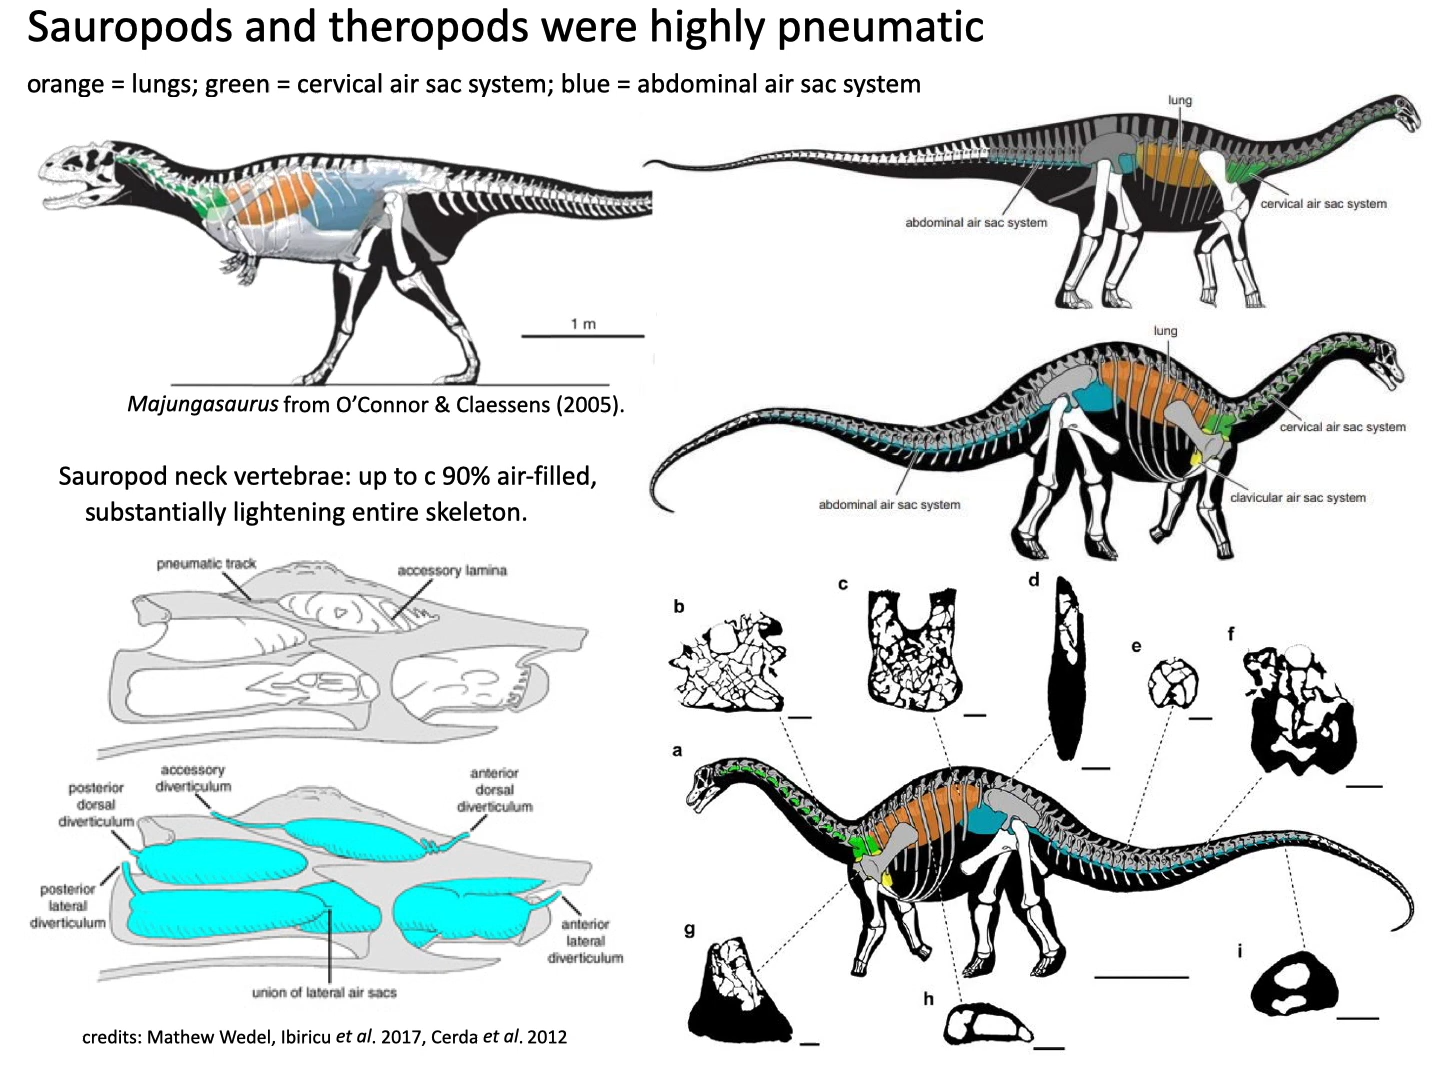 Sauropods and theropods were highly pneumatic
orange = lungs; green = cervical air sac system; blue = abdominal air sac system
1 m
Majungasaurus from O’Connor & Claessens (2005).
lung
abdominal air sac system
cervical air sac system
lung
cervical air sac system
abdominal air sac system
clavicular air sac system
Sauropod neck vertebrae: up to c 90% air-filled,
substantially lightening entire skeleton.
pneumatic track
accessory lamina
accessory
diverticulum
posterior
dorsal
diverticulum
anterior
dorsal
diverticulum
posterior
lateral
diverticulum
anterior
lateral
diverticulum
union of lateral air sacs
credits: Mathew Wedel, Ibiricu et al. 2017, Cerda et al. 2012
b
c
d
e
f
a
g
h
i